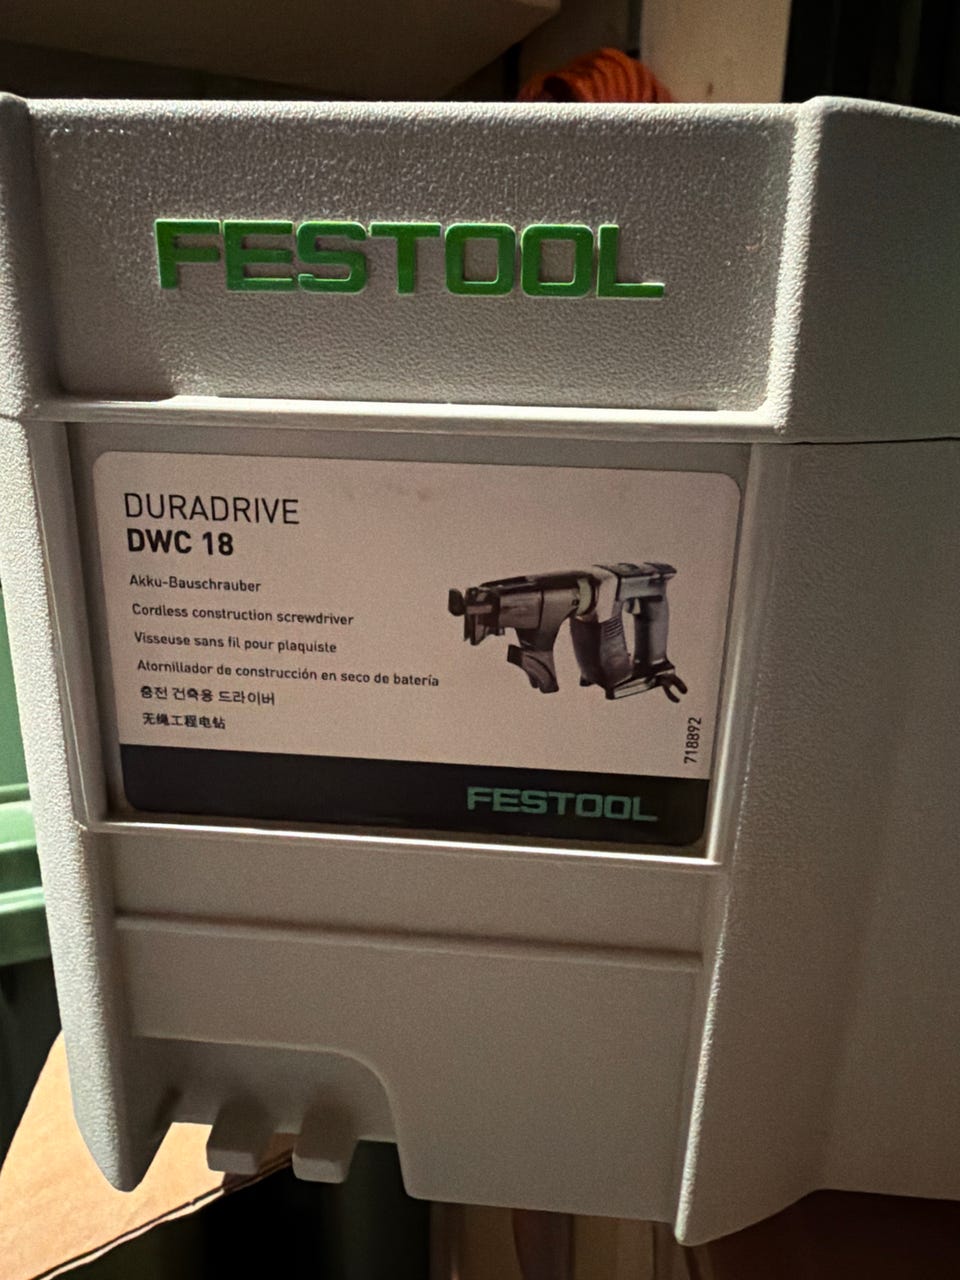 FESTOOL
DURADRIVE
DWC 18
Akku-Bauschrauber
Cordless construction screwdriver
Visseuse sans fil pour plaquiste
Atornillador de construcción en seco de batería
충전 건축용 드라이버
无绳工程电钻
718892
FESTOOL